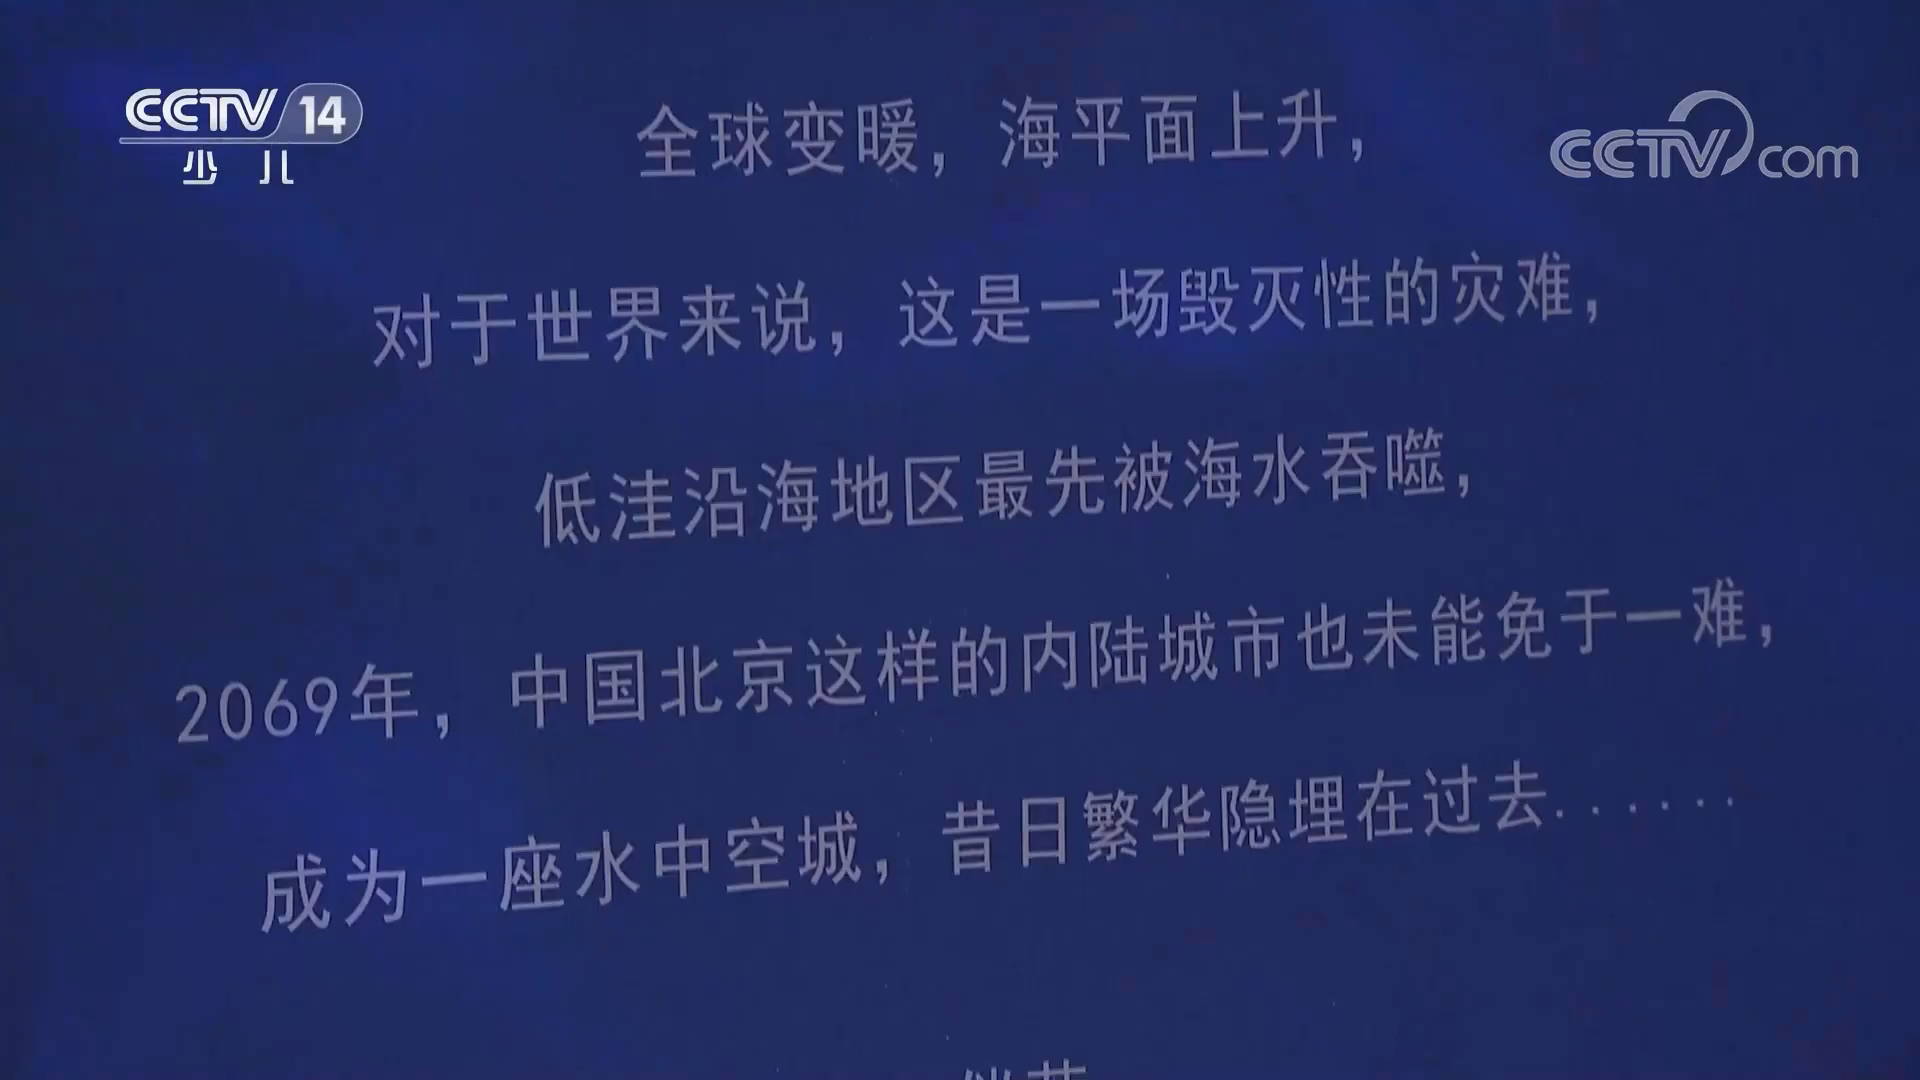 CCTV 14
少儿
CCTV.com
全球变暖，海平面上升，
对于世界来说，这是一场毁灭性的灾难，
低洼沿海地区最先被海水吞噬，
2069年，中国北京这样的内陆城市也未能免于一难，
成为一座水中空城，昔日繁华隐埋在过去......